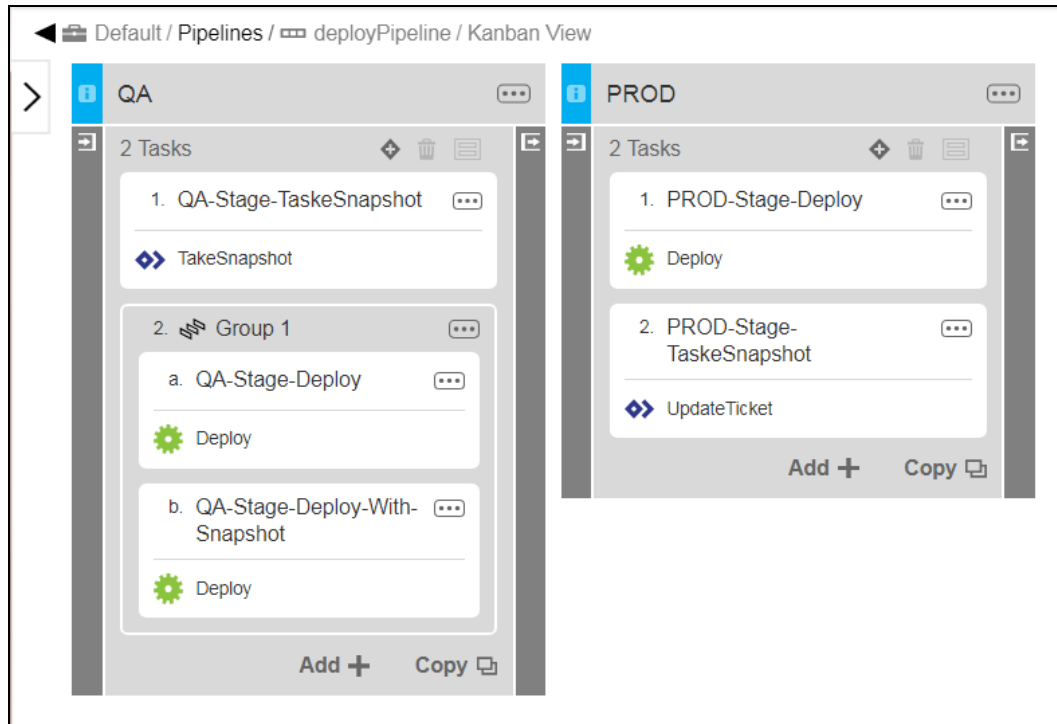 Default / Pipelines / deployPipeline / Kanban View
QA
2 Tasks
1. QA-Stage-TaskeSnapshot
TakeSnapshot
2. Group 1
a. QA-Stage-Deploy
Deploy
b. QA-Stage-Deploy-With-
Snapshot
Deploy
Add
Copy
PROD
2 Tasks
1. PROD-Stage-Deploy
Deploy
2. PROD-Stage-
TaskeSnapshot
UpdateTicket
Add
Copy